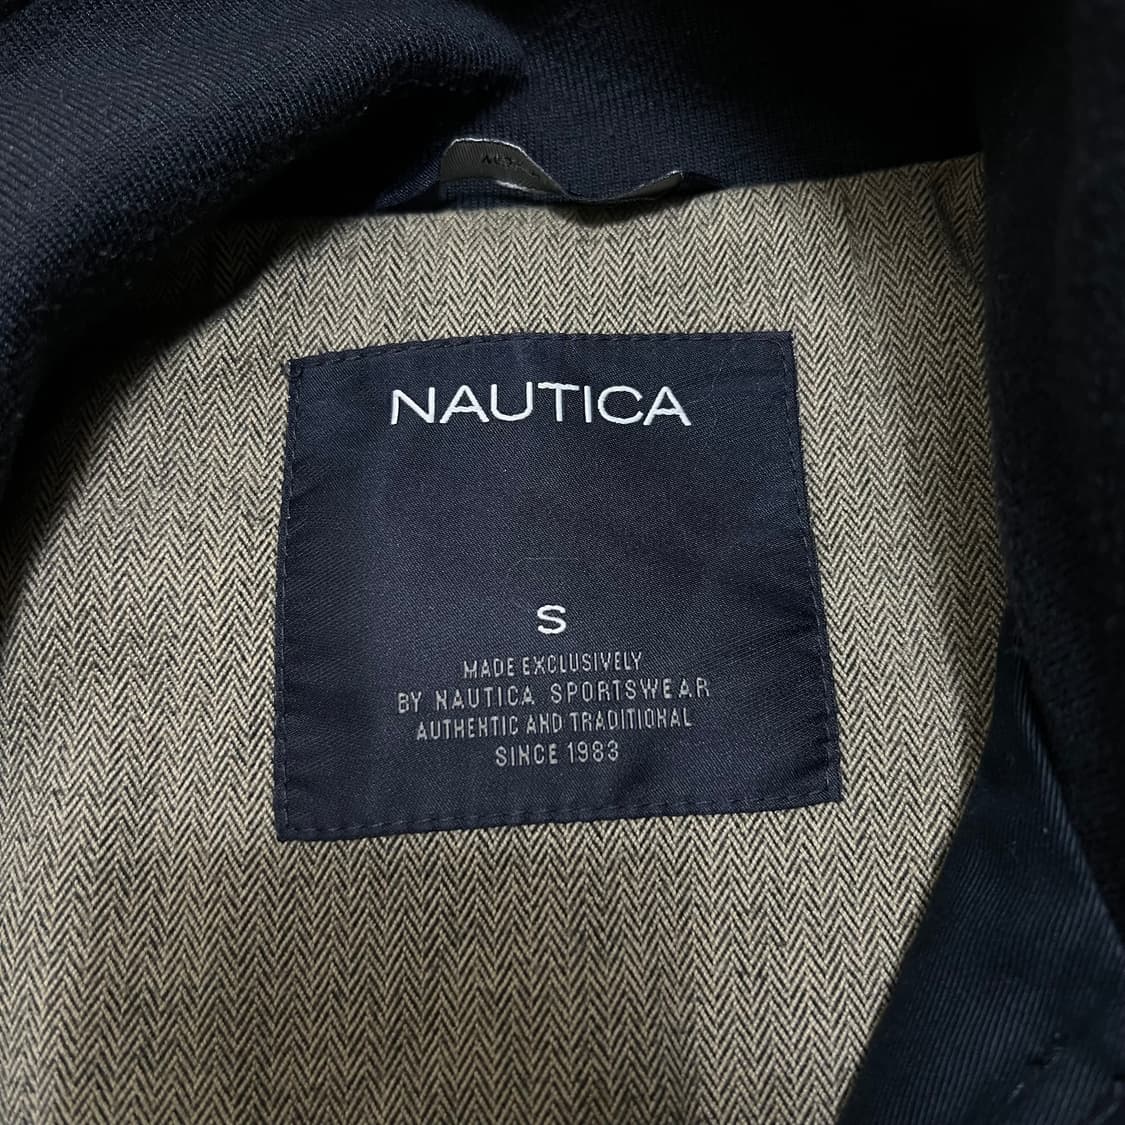 NAUTICA
S
MADE EXCLUSIVELY
BY NAUTICA SPORTSWEAR
AUTHENTIC AND TRADITIONAL
SINCE 1983